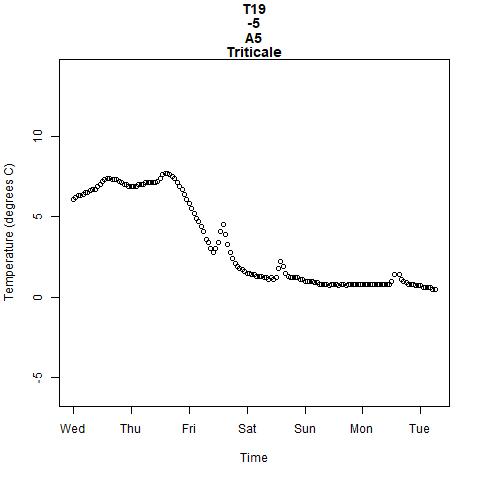 T19
-5
A5
Triticale
Temperature (degrees C)
10
5
0
-5
Wed Thu Fri Sat Sun Mon Tue
Time